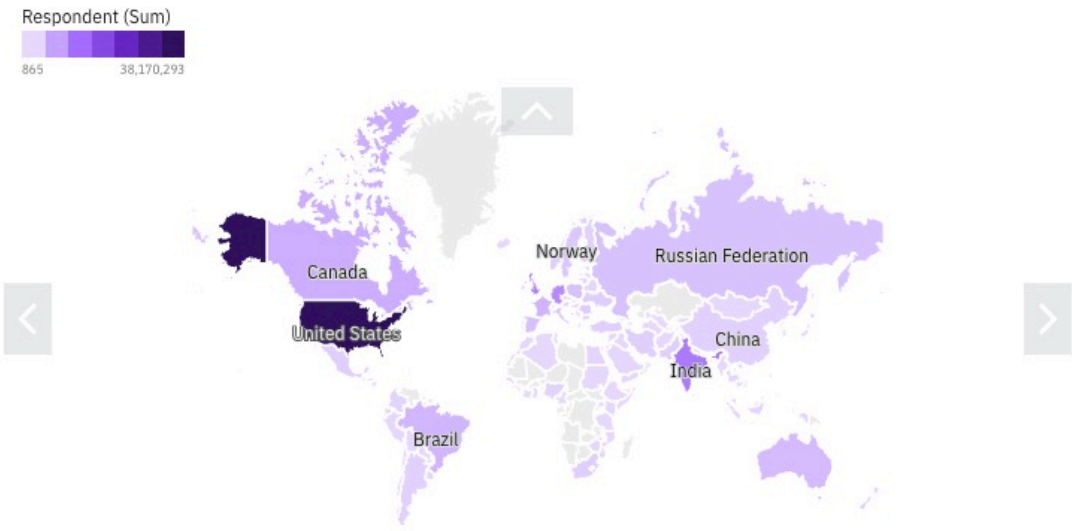 Respondent (Sum)
865 38,170,293
Norway
Russian Federation
Canada
United States
China
India
Brazil